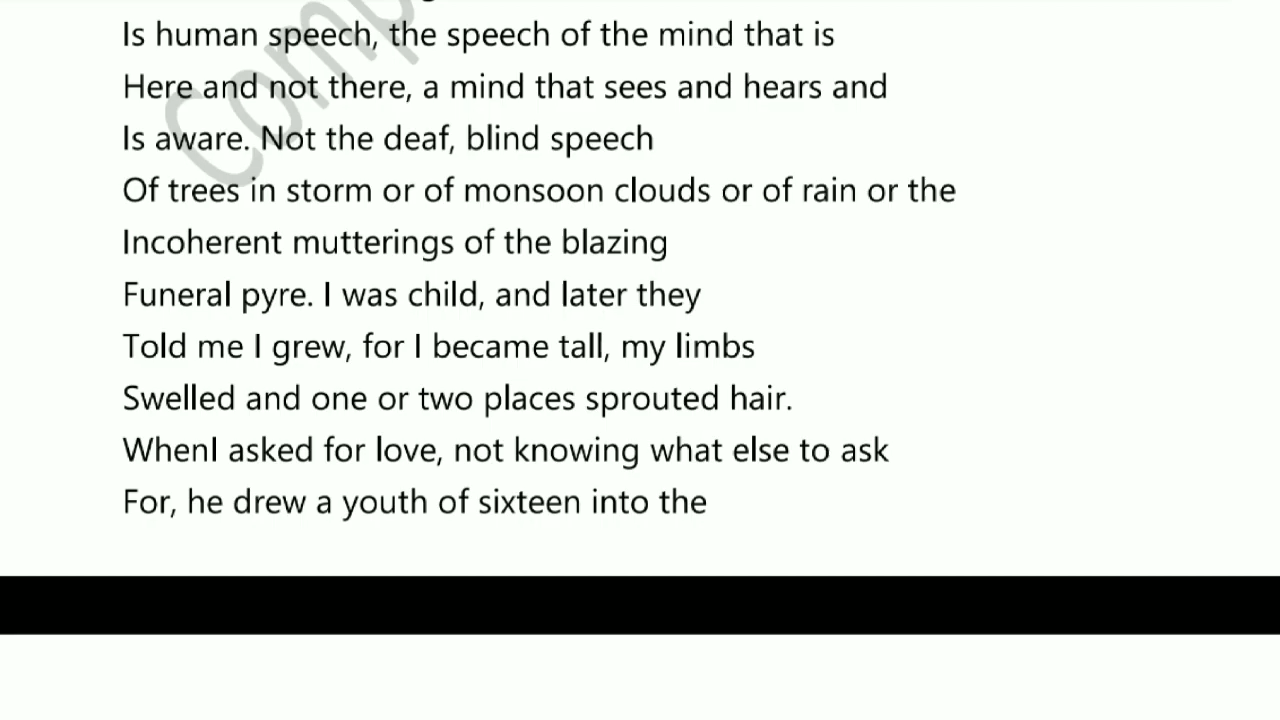 Is human speech, the speech of the mind that is
Here and not there, a mind that sees and hears and
Is aware. Not the deaf, blind speech
Of trees in storm or of monsoon clouds or of rain or the
Incoherent mutterings of the blazing
Funeral pyre. I was child, and later they
Told me I grew, for I became tall, my limbs
Swelled and one or two places sprouted hair.
WhenI asked for love, not knowing what else to ask
For, he drew a youth of sixteen into the